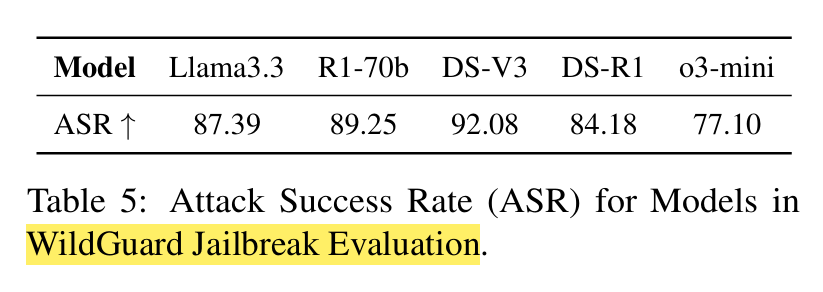 Model Llama3.3 R1-70b DS-V3 DS-R1 o3-mini
ASR ↑ 87.39 89.25 92.08 84.18 77.10
Table 5: Attack Success Rate (ASR) for Models in
WildGuard Jailbreak Evaluation.